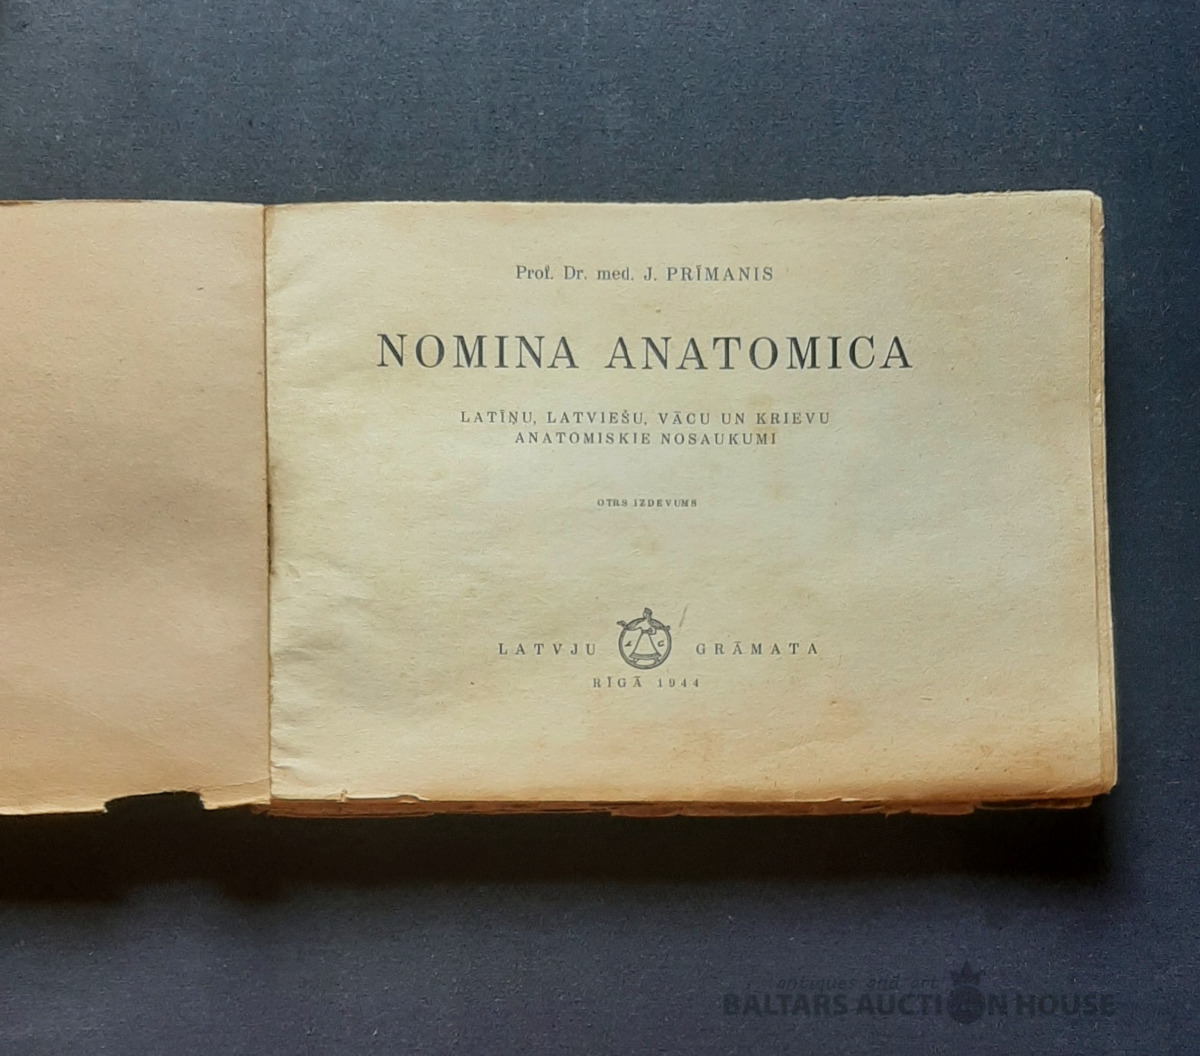 Prof. Dr. med. J. PRĪMANIS
NOMINA ANATOMICA
LATĪŅU, LATVIEŠU, VĀCU UN KRIEVU
ANATOMISKIE NOSAUKUMI
OTRS IZDEVUMS
LATVJU GRĀMATA
L G
RĪGĀ 1944
antiques and art
BALTARS AUCTION HOUSE